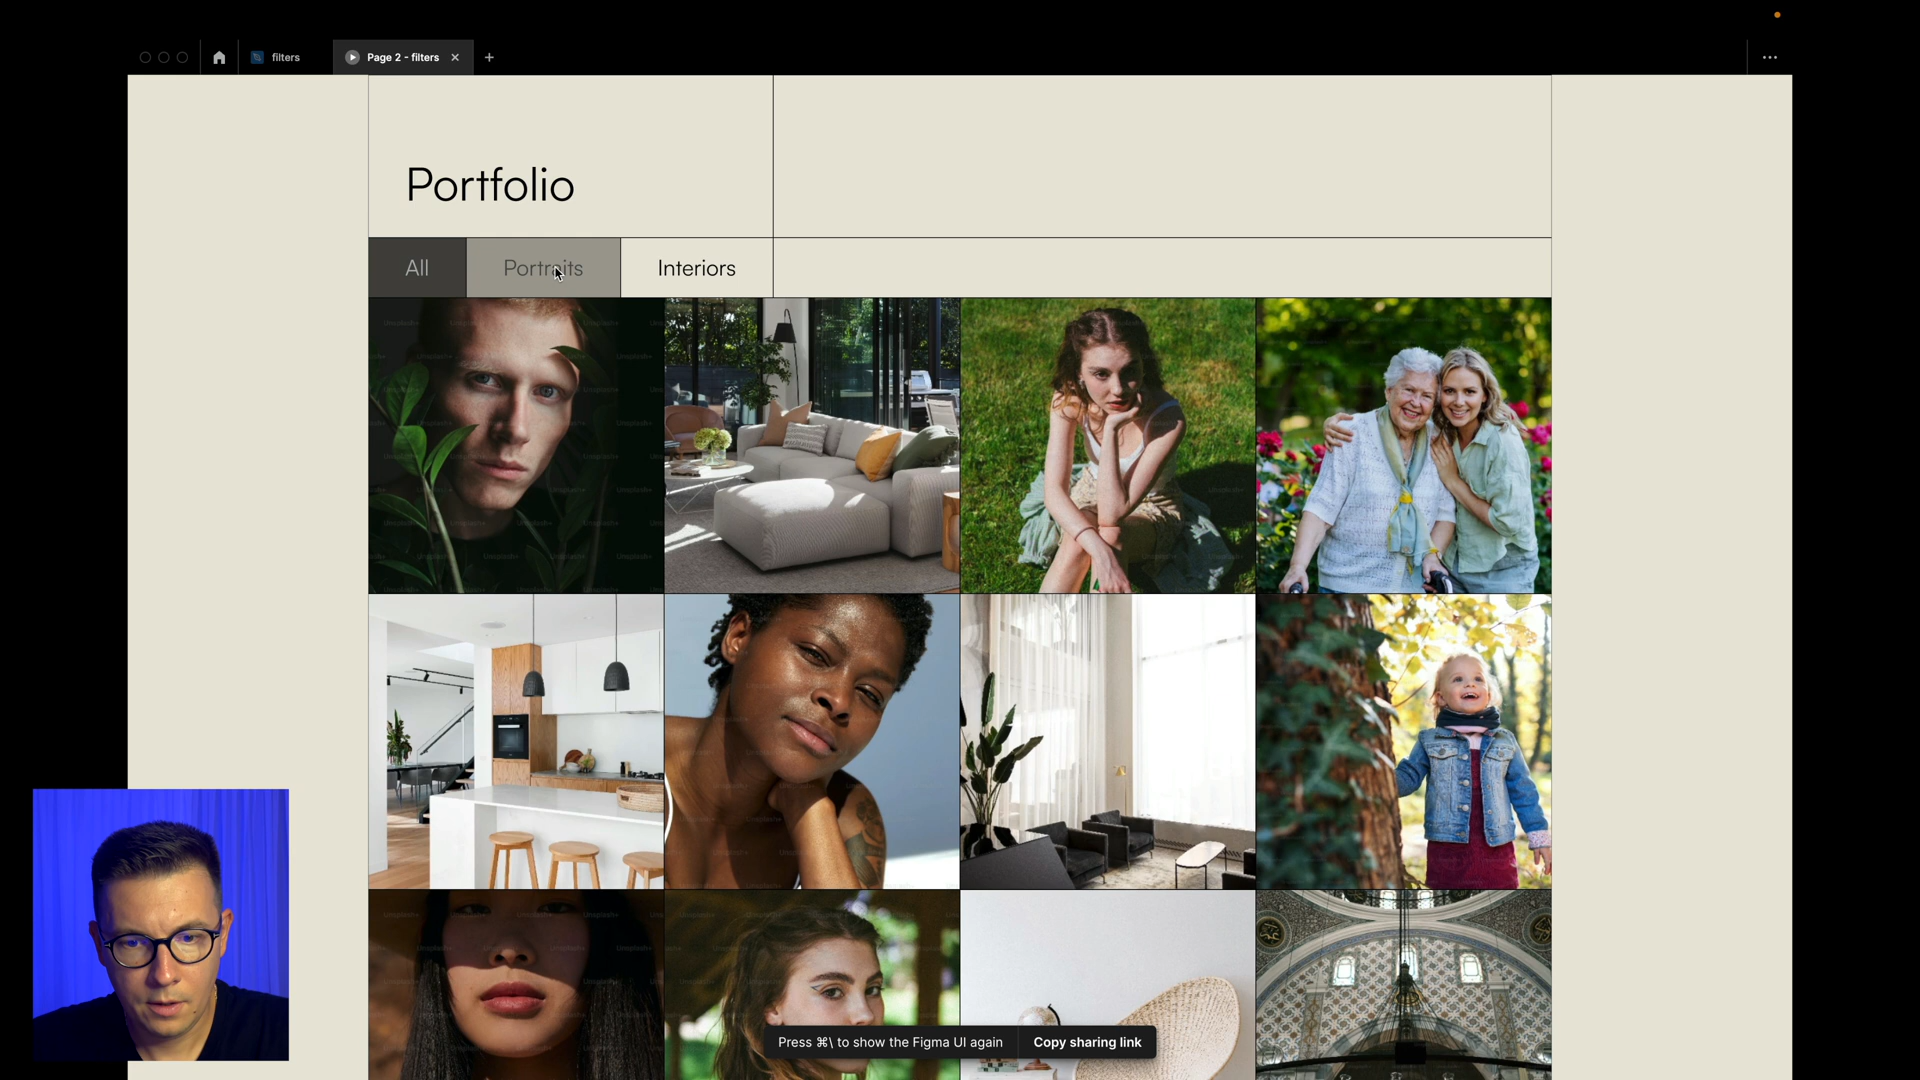 filters
Page 2 - filters
Portfolio
All
Portraits
Interiors
Press ⌘\ to show the Figma UI again
Copy sharing link